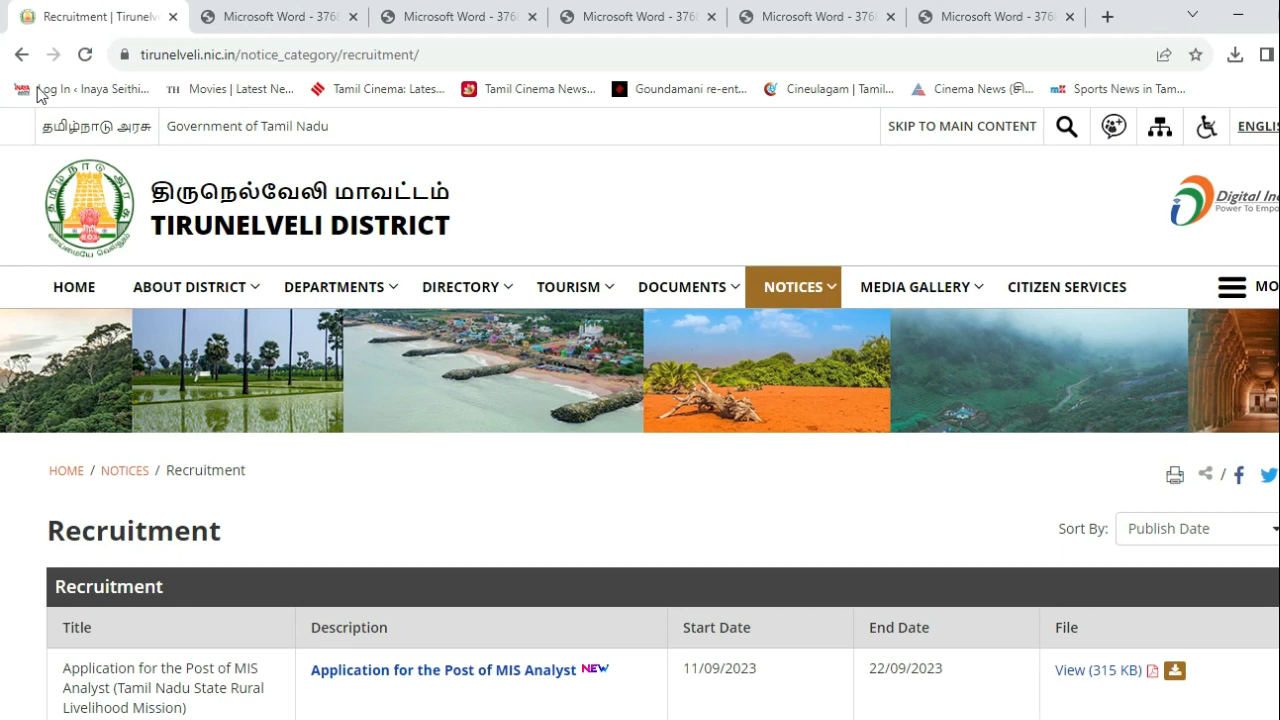 Recruitment | Tirunelv
Microsoft Word - 376
Microsoft Word - 376
Microsoft Word - 376
Microsoft Word - 376
Microsoft Word - 376
tirunelveli.nic.in/notice_category/recruitment/
Log In ‹ Inaya Seithi...
TH Movies | Latest Ne...
Tamil Cinema: Lates...
Tamil Cinema News...
Goundamani re-ent...
Cineulagam | Tamil...
Cinema News (சி...
Sports News in Tam...
தமிழ்நாடு அரசு
Government of Tamil Nadu
SKIP TO MAIN CONTENT
ENGLIS
திருநெல்வேலி மாவட்டம்
TIRUNELVELI DISTRICT
Digital In
Power To Empo
HOME
ABOUT DISTRICT
DEPARTMENTS
DIRECTORY
TOURISM
DOCUMENTS
NOTICES
MEDIA GALLERY
CITIZEN SERVICES
MO
HOME / NOTICES / Recruitment
Recruitment
Sort By: Publish Date
Recruitment
Title
Description
Start Date
End Date
File
Application for the Post of MIS
Analyst (Tamil Nadu State Rural
Livelihood Mission)
Application for the Post of MIS Analyst NEW
11/09/2023
22/09/2023
View (315 KB)